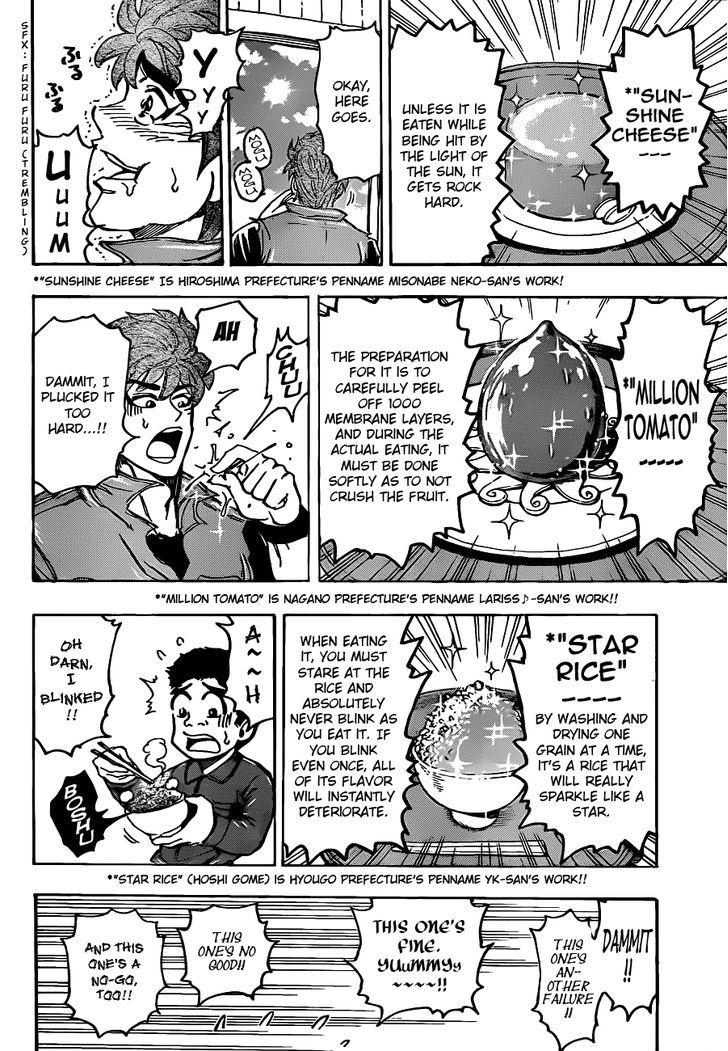 *"SUN-
SHINE
CHEESE"
UNLESS IT IS
EATEN WHILE
BEING HIT BY
THE LIGHT OF
THE SUN, IT
GETS ROCK
HARD.
OKAY,
HERE
GOES.
MOGU
MOGU
Y
Y
Y
U
U
U
U
M
ふる
ふる
SFX: FURU FURU (TREMBLING)
*"SUNSHINE CHEESE" IS HIROSHIMA PREFECTURE'S PENNAME MISONABE NEKO-SAN'S WORK!
*"MILLION
TOMATO"
THE PREPARATION
FOR IT IS TO
CAREFULLY PEEL
OFF 1000
MEMBRANE LAYERS,
AND DURING THE
ACTUAL EATING, IT
MUST BE DONE
SOFTLY AS TO NOT
CRUSH THE FRUIT.
CHUU
AH
DAMMIT, I
PLUCKED IT
TOO
HARD...!!
*"MILLION TOMATO" IS NAGANO PREFECTURE'S PENNAME LARISS♪-SAN'S WORK!!
*"STAR
RICE"
BY WASHING AND
DRYING ONE
GRAIN AT A TIME,
IT'S A RICE THAT
WILL REALLY
SPARKLE LIKE A
STAR.
WHEN EATING
IT, YOU MUST
STARE AT THE
RICE AND
ABSOLUTELY
NEVER BLINK AS
YOU EAT IT. IF
YOU BLINK
EVEN ONCE, ALL
OF ITS FLAVOR
WILL INSTANTLY
DETERIORATE.
A~~H
OH
DARN,
I
BLINKED!!
BOSHU
*"STAR RICE" (HOSHI GOME) IS HYOUGO PREFECTURE'S PENNAME YK-SAN'S WORK!!
DAMMIT
!!
THIS
ONE'S
AN-
OTHER
FAILURE
!!
THIS ONE'S
FINE.
YUUMMYY
~~~~!!
THIS
ONE'S NO
GOOD!!
AND THIS
ONE'S A
NO-GO,
TOO!!